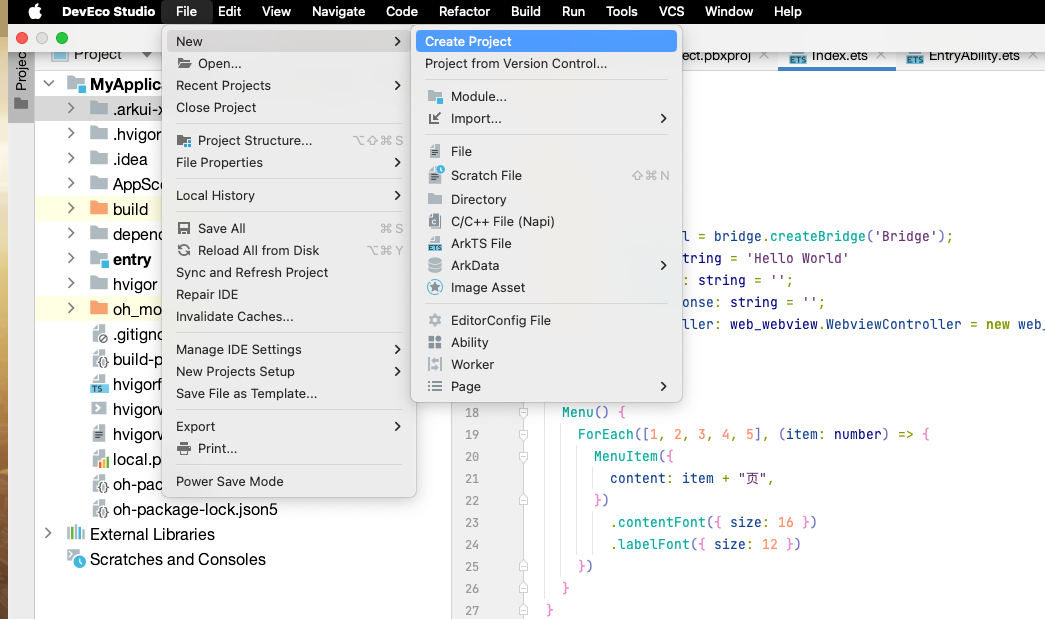 DevEco Studio File Edit View Navigate Code Refactor Build Run Tools VCS Window Help
Project
Project
ect.pbxproj
Index.ets
EntryAbility.ets
New
Open...
Recent Projects
Close Project
Project Structure... ⌥⇧⌘S
File Properties
Local History
Save All ⌘S
Reload All from Disk ⌥⌘Y
Sync and Refresh Project
Repair IDE
Invalidate Caches...
Manage IDE Settings
New Projects Setup
Save File as Template...
Export
Print...
Power Save Mode
Create Project
Project from Version Control...
Module...
Import...
File
Scratch File ⇧⌘N
Directory
C/C++ File (Napi)
ArkTS File
ArkData
Image Asset
EditorConfig File
Ability
Worker
Page
MyApplic
.arkui-x
.hvigor
.idea
AppSco
build
depend
entry
hvigor
oh_mo
.gitigno
build-p
hvigorf
hvigorw
hvigorw
local.p
oh-pac
oh-package-lock.json5
External Libraries
Scratches and Consoles
l = bridge.createBridge('Bridge');
tring = 'Hello World'
: string = '';
onse: string = '';
ller: web_webview.WebviewController = new web_
18 Menu() {
19 ForEach([1, 2, 3, 4, 5], (item: number) => {
20 MenuItem({
21 content: item + "页",
22 })
23 .contentFont({ size: 16 })
24 .labelFont({ size: 12 })
25 })
26 }
27 }